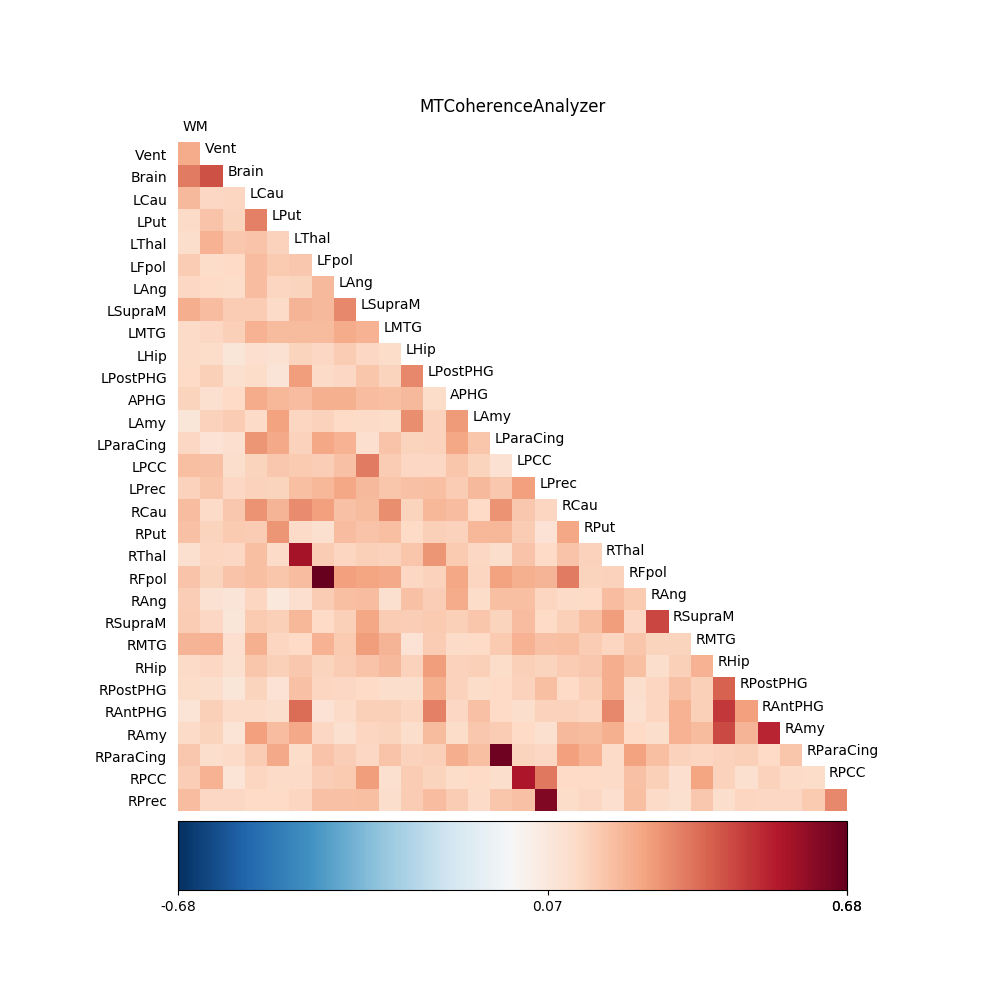 MTCoherenceAnalyzer
WM
Vent Vent
Brain Brain
LCau LCau
LPut LPut
LThal LThal
LFpol LFpol
LAng LAng
LSupraM LSupraM
LMTG LMTG
LHip LHip
LPostPHG LPostPHG
APHG APHG
LAmy LAmy
LParaCing LParaCing
LPCC LPCC
LPrec LPrec
RCau RCau
RPut RPut
RThal RThal
RFpol RFpol
RAng RAng
RSupraM RSupraM
RMTG RMTG
RHip RHip
RPostPHG RPostPHG
RAntPHG RAntPHG
RAmy RAmy
RParaCing RParaCing
RPCC RPCC
RPrec
-0.68 0.07 0.68